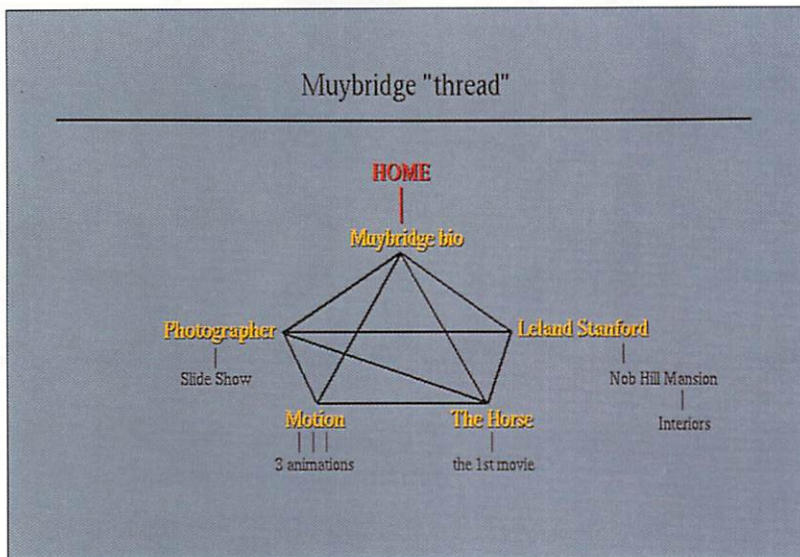 Muybridge "thread"
HOME
Muybridge bio
Photographer
Leland Stanford
Slide Show
Nob Hill Mansion
Motion
The Horse
Interiors
3 animations
the 1st movie